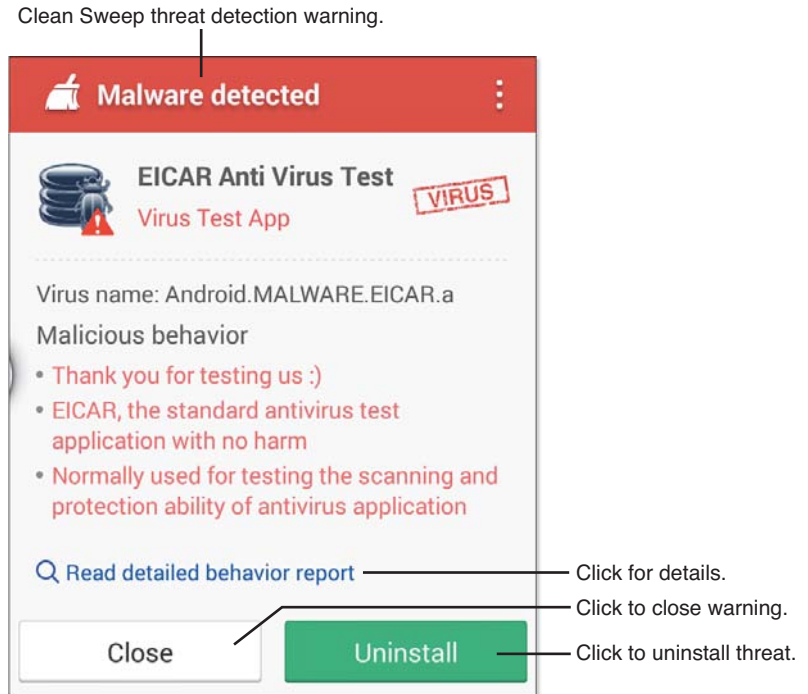 Clean Sweep threat detection warning.
Malware detected
EICAR Anti Virus Test
Virus Test App
VIRUS
Virus name: Android.MALWARE.EICAR.a
Malicious behavior
• Thank you for testing us :)
• EICAR, the standard antivirus test
application with no harm
• Normally used for testing the scanning and
protection ability of antivirus application
Read detailed behavior report
Click for details.
Click to close warning.
Close
Uninstall
Click to uninstall threat.